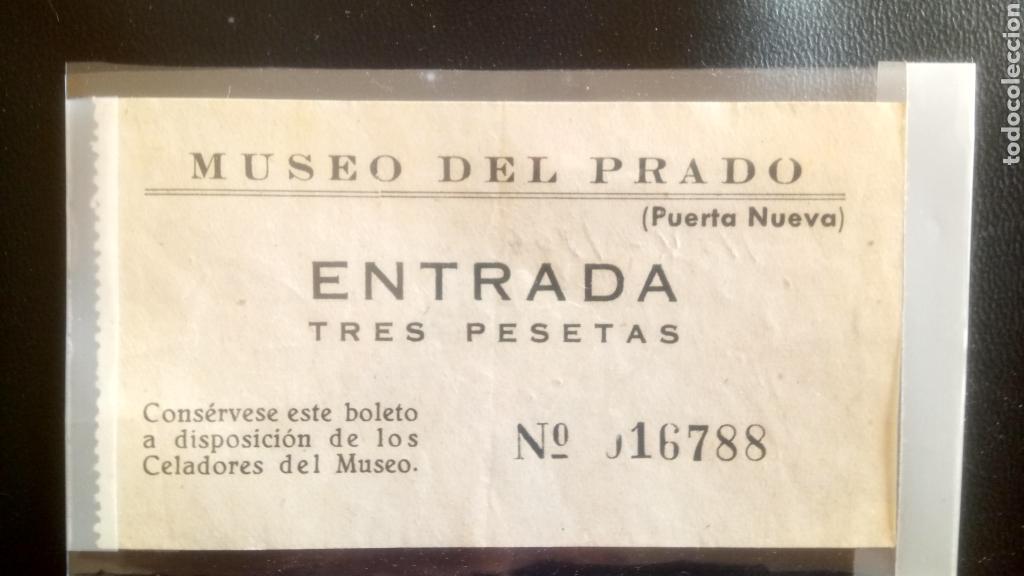 MUSEO DEL PRADO
(Puerta Nueva)
ENTRADA
TRES PESETAS
Consérvese este boleto
a disposición de los
Celadores del Museo.
Nº 016788
todocoleccion